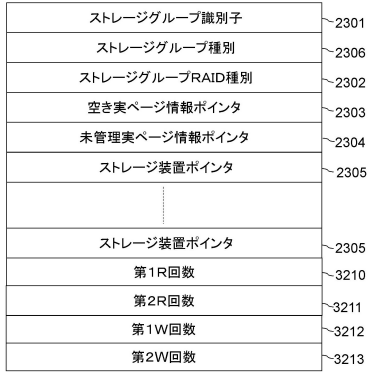 ストレージグループ識別子 2301
ストレージグループ種別 2306
ストレージグループRAID種別 2302
空き実ページ情報ポインタ 2303
未管理実ページ情報ポインタ 2304
ストレージ装置ポインタ 2305
ストレージ装置ポインタ 2305
第1R回数 3210
第2R回数 3211
第1W回数 3212
第2W回数 3213